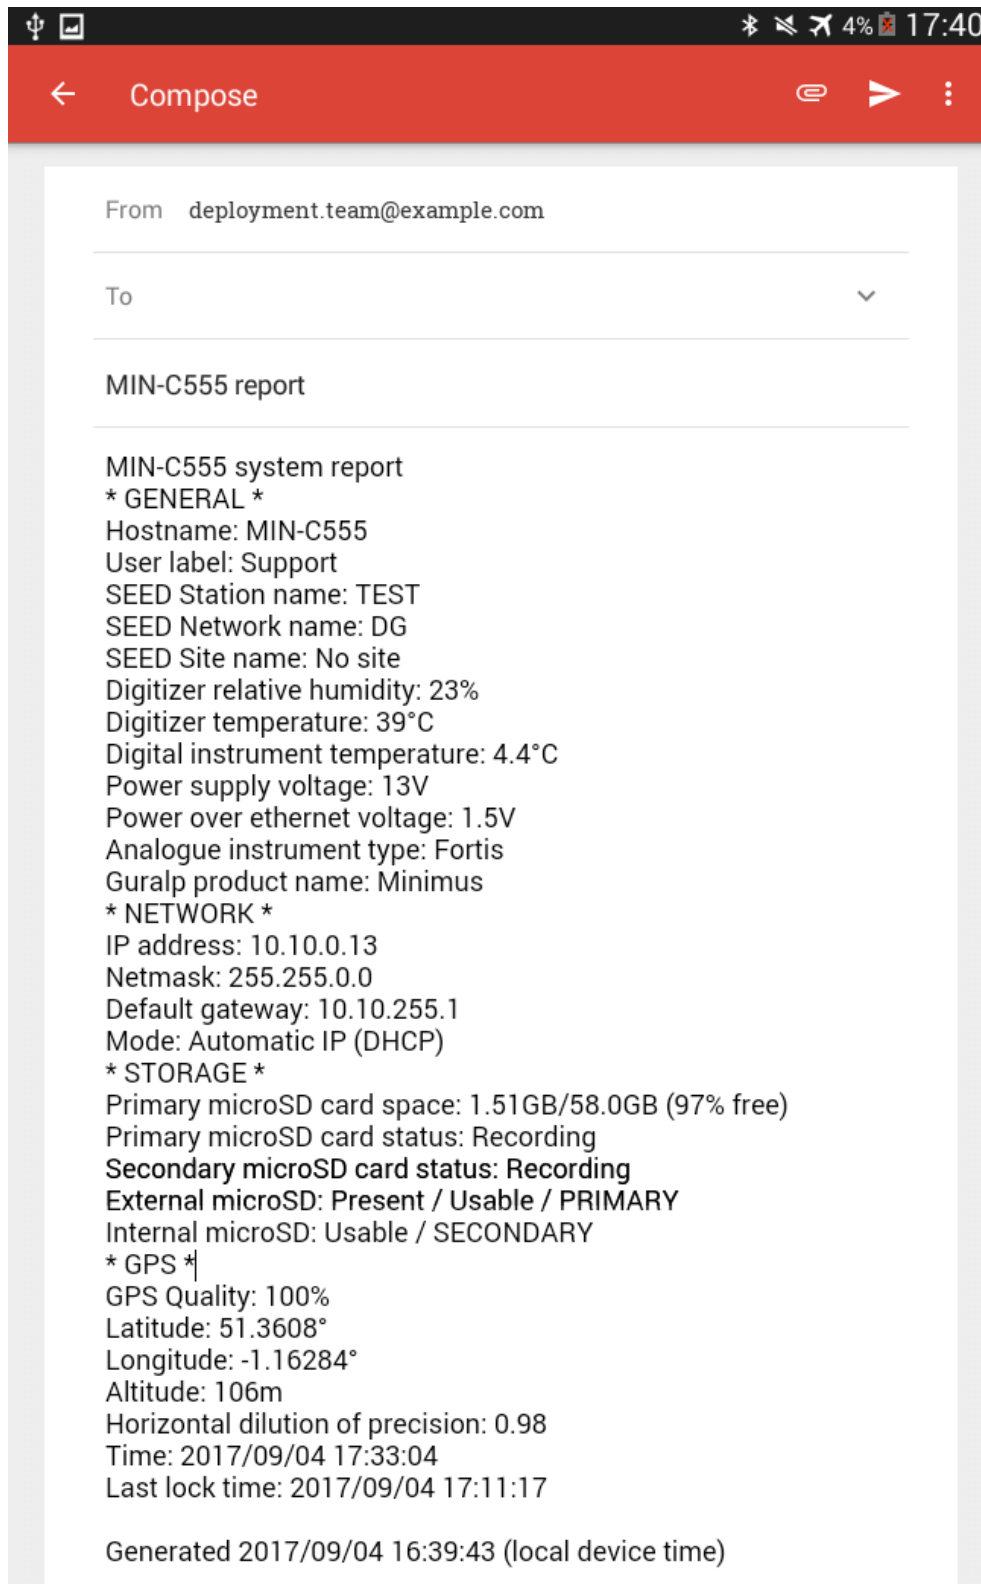 4% 17:40
Compose
From deployment.team@example.com
To
MIN-C555 report
MIN-C555 system report
* GENERAL *
Hostname: MIN-C555
User label: Support
SEED Station name: TEST
SEED Network name: DG
SEED Site name: No site
Digitizer relative humidity: 23%
Digitizer temperature: 39°C
Digital instrument temperature: 4.4°C
Power supply voltage: 13V
Power over ethernet voltage: 1.5V
Analogue instrument type: Fortis
Guralp product name: Minimus
* NETWORK *
IP address: 10.10.0.13
Netmask: 255.255.0.0
Default gateway: 10.10.255.1
Mode: Automatic IP (DHCP)
* STORAGE *
Primary microSD card space: 1.51GB/58.0GB (97% free)
Primary microSD card status: Recording
Secondary microSD card status: Recording
External microSD: Present / Usable / PRIMARY
Internal microSD: Usable / SECONDARY
* GPS *
GPS Quality: 100%
Latitude: 51.3608°
Longitude: -1.16284°
Altitude: 106m
Horizontal dilution of precision: 0.98
Time: 2017/09/04 17:33:04
Last lock time: 2017/09/04 17:11:17
Generated 2017/09/04 16:39:43 (local device time)